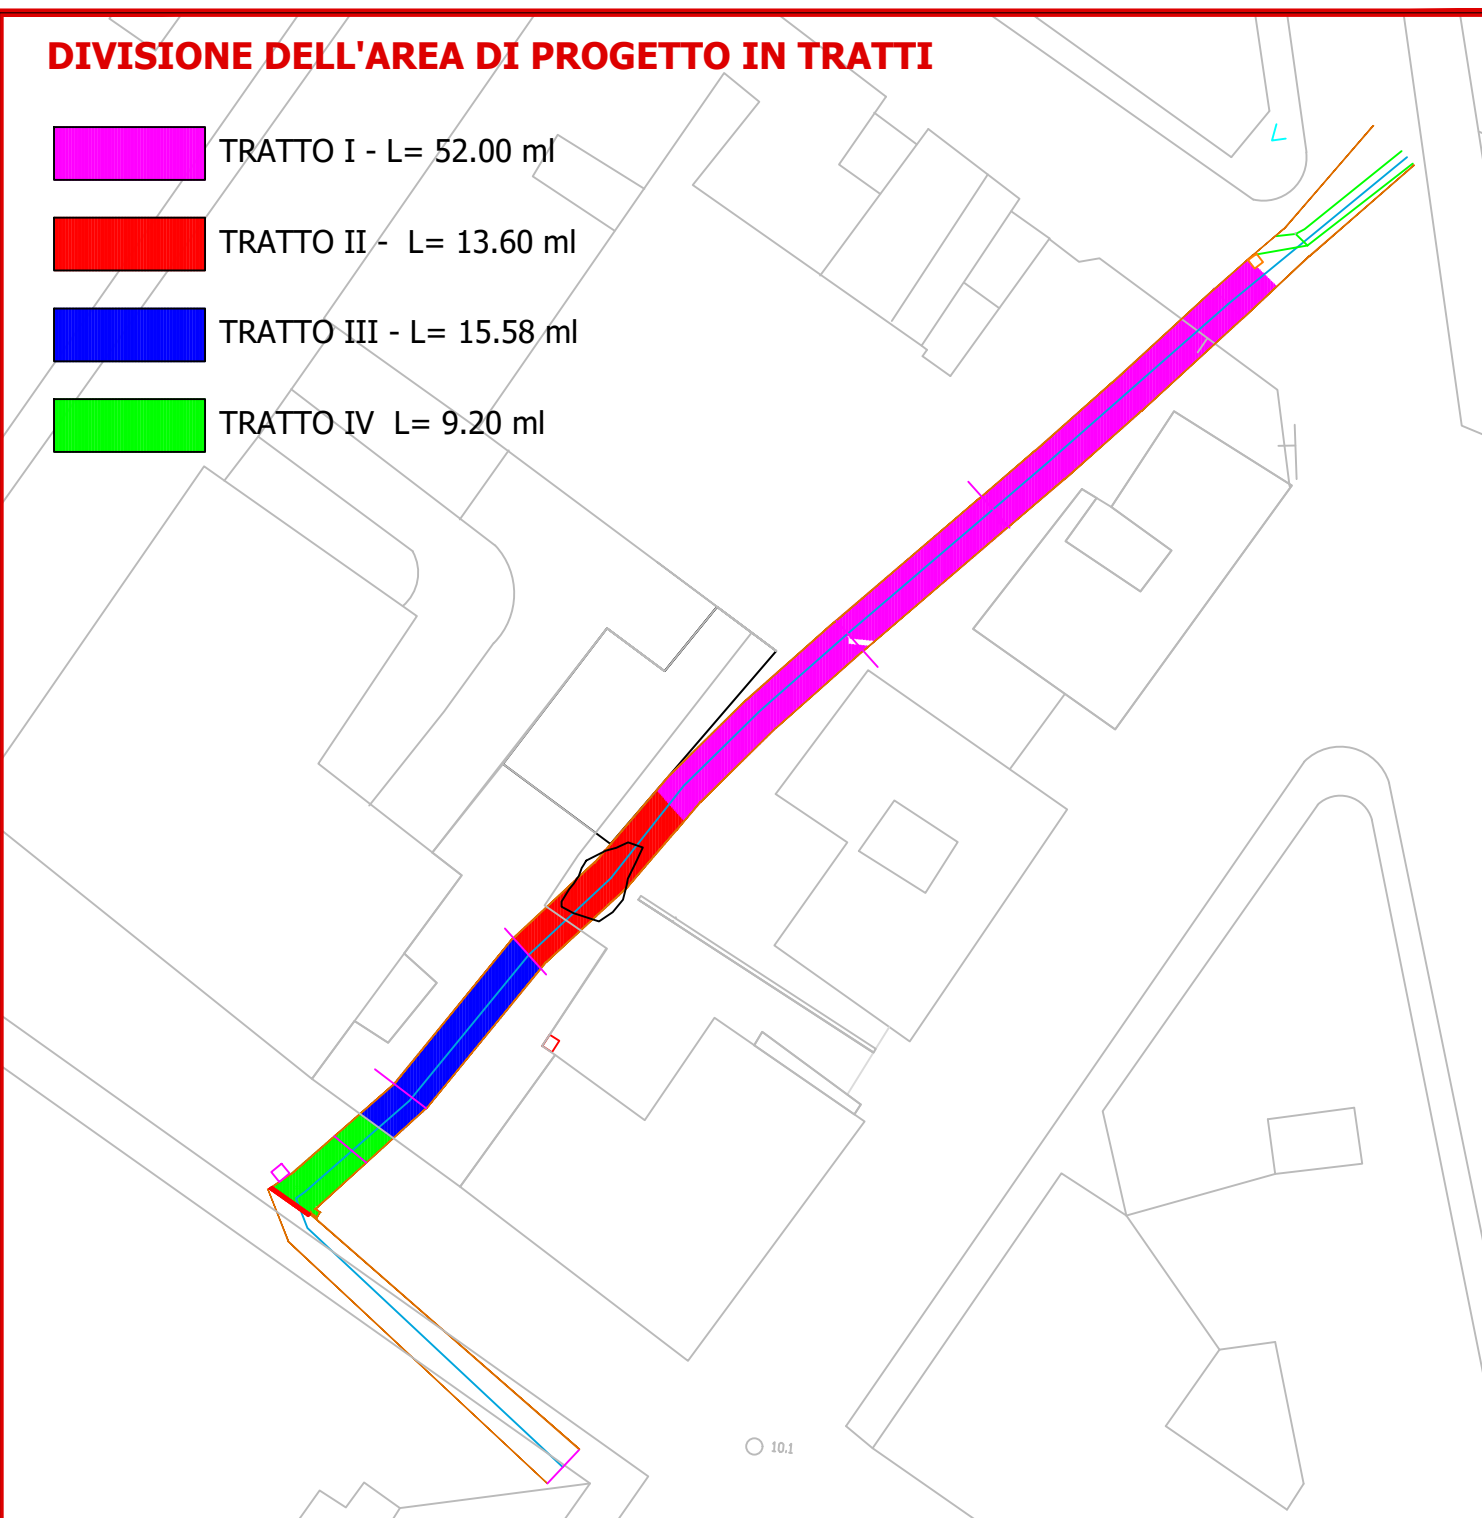 DIVISIONE DELL'AREA DI PROGETTO IN TRATTI
TRATTO I - L= 52.00 ml
TRATTO II - L= 13.60 ml
TRATTO III - L= 15.58 ml
TRATTO IV L= 9.20 ml
10.1